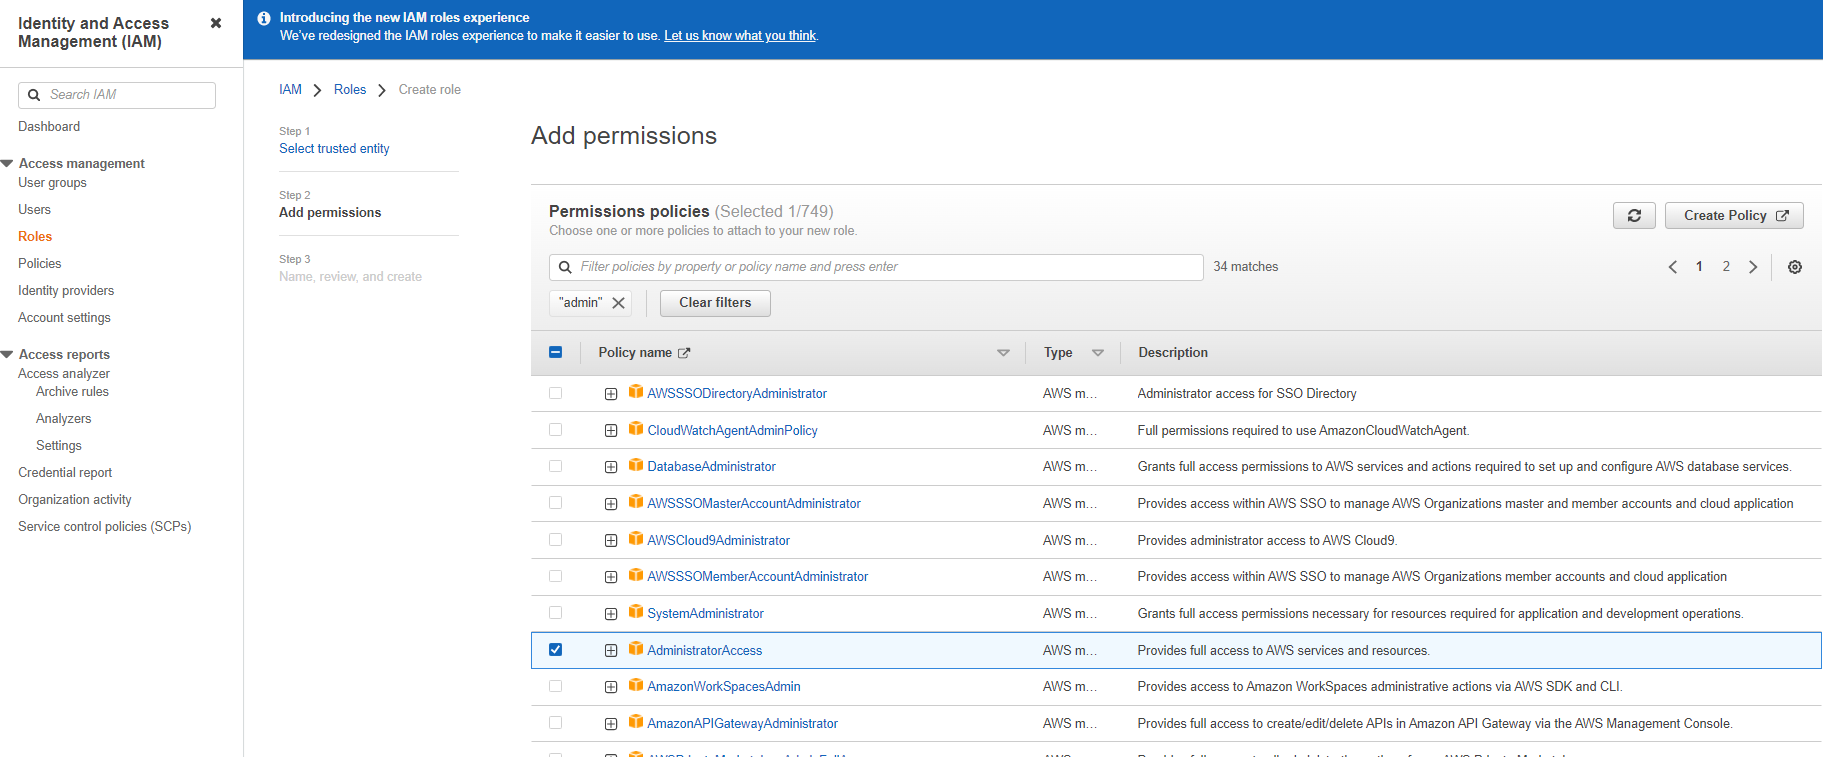 Identity and Access
Management (IAM)
Search IAM
Dashboard
Access management
User groups
Users
Roles
Policies
Identity providers
Account settings
Access reports
Access analyzer
Archive rules
Analyzers
Settings
Credential report
Organization activity
Service control policies (SCPs)
Introducing the new IAM roles experience
We've redesigned the IAM roles experience to make it easier to use. Let us know what you think.
IAM Roles Create role
Step 1
Select trusted entity
Step 2
Add permissions
Step 3
Name, review, and create
Add permissions
Permissions policies (Selected 1/749)
Choose one or more policies to attach to your new role.
Create Policy
Filter policies by property or policy name and press enter
34 matches
1 2
"admin"
Clear filters
Policy name Type Description
AWSSSODirectoryAdministrator AWS m... Administrator access for SSO Directory
CloudWatchAgentAdminPolicy AWS m... Full permissions required to use AmazonCloudWatchAgent.
DatabaseAdministrator AWS m... Grants full access permissions to AWS services and actions required to set up and configure AWS database services.
AWSSSOMasterAccountAdministrator AWS m... Provides access within AWS SSO to manage AWS Organizations master and member accounts and cloud application
AWSCloud9Administrator AWS m... Provides administrator access to AWS Cloud9.
AWSSSOMemberAccountAdministrator AWS m... Provides access within AWS SSO to manage AWS Organizations member accounts and cloud application
SystemAdministrator AWS m... Grants full access permissions necessary for resources required for application and development operations.
AdministratorAccess AWS m... Provides full access to AWS services and resources.
AmazonWorkSpacesAdmin AWS m... Provides access to Amazon WorkSpaces administrative actions via AWS SDK and CLI.
AmazonAPIGatewayAdministrator AWS m... Provides full access to create/edit/delete APIs in Amazon API Gateway via the AWS Management Console.